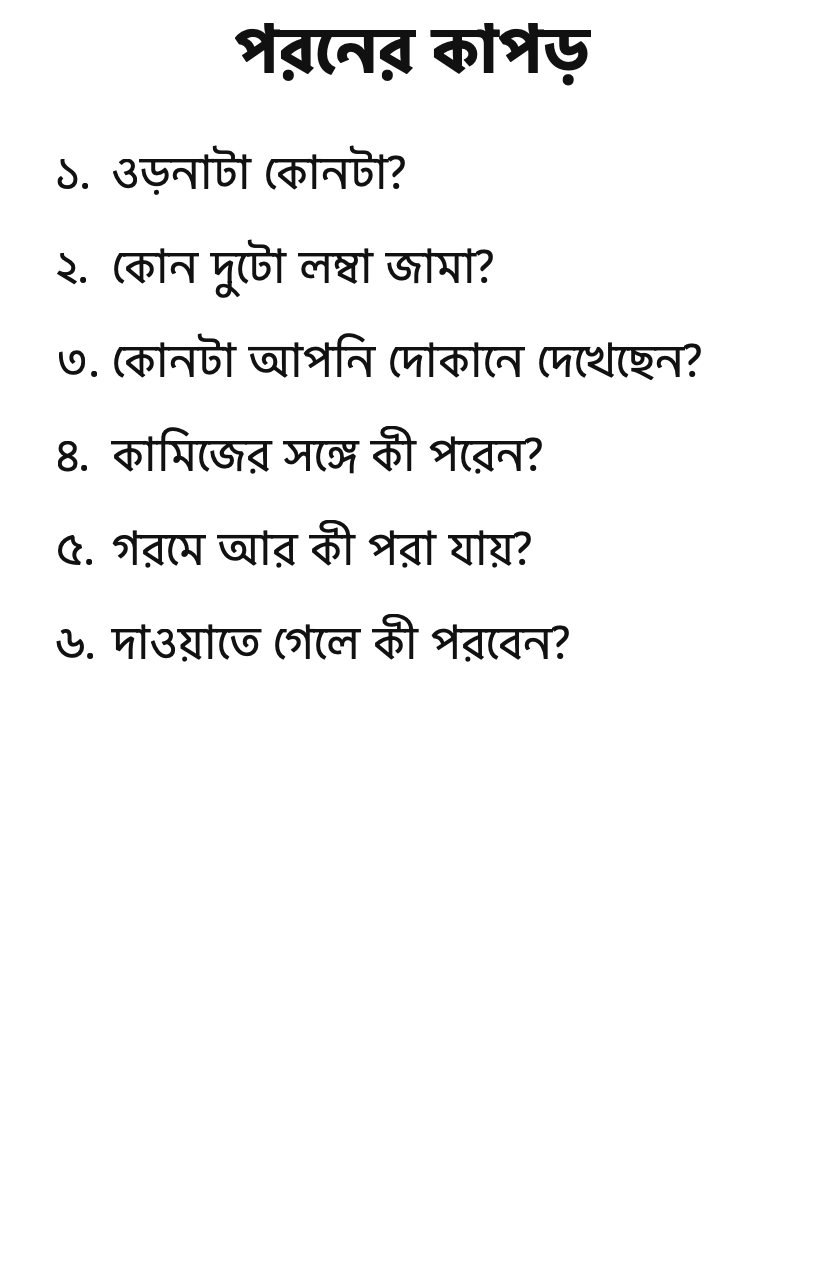 পরনের কাপড়
১. ওড়নাটা কোনটা?
২. কোন দুটো লম্বা জামা?
৩. কোনটা আপনি দোকানে দেখেছেন?
৪. কামিজের সঙ্গে কী পরেন?
৫. গরমে আর কী পরা যায়?
৬. দাওয়াতে গেলে কী পরবেন?